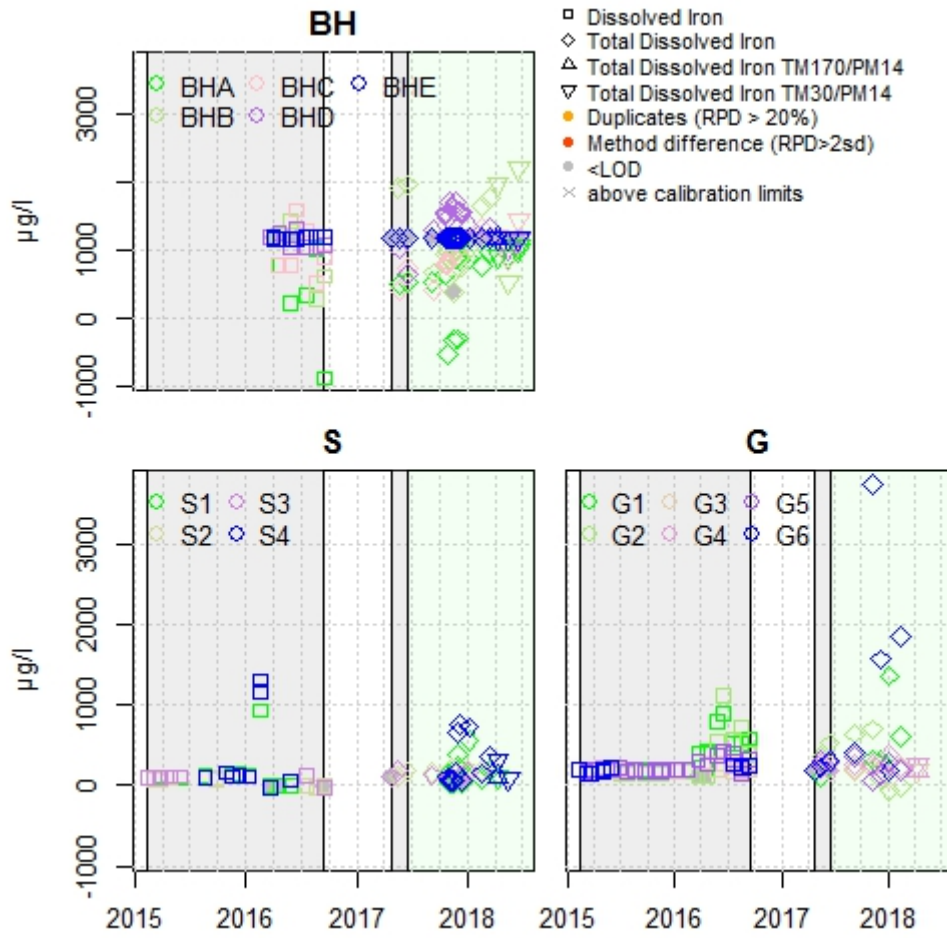 BH
BHA BHC BHE
BHB BHD
µg/l
3000
1000
0
-1000
Dissolved Iron
Total Dissolved Iron
Total Dissolved Iron TM170/PM14
Total Dissolved Iron TM30/PM14
Duplicates (RPD > 20%)
Method difference (RPD>2sd)
<LOD
above calibration limits
S
S1 S3
S2 S4
µg/l
3000
2000
1000
0
-1000
2015 2016 2017 2018
G
G1 G3 G5
G2 G4 G6
2015 2016 2017 2018